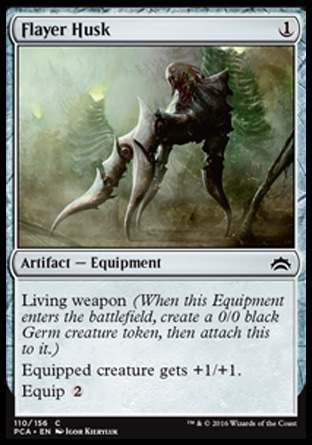 Flayer Husk 1
Artifact — Equipment
Living weapon (When this Equipment
enters the battlefield, create a 0/0 black
Germ creature token, then attach this
to it.)
Equipped creature gets +1/+1.
Equip 2
110/156 C
PCA • EN Igor Kieryluk ™ & © 2016 Wizards of the Coast